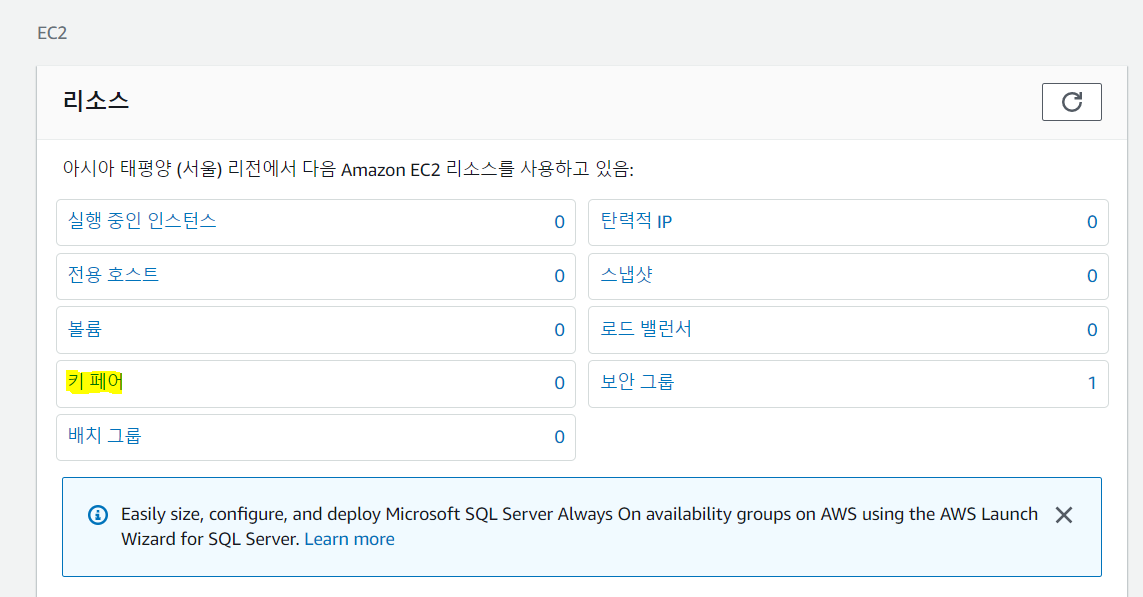 EC2
리소스
아시아 태평양 (서울) 리전에서 다음 Amazon EC2 리소스를 사용하고 있음:
실행 중인 인스턴스 0 탄력적 IP 0
전용 호스트 0 스냅샷 0
볼륨 0 로드 밸런서 0
키 페어 0 보안 그룹 1
배치 그룹 0
Easily size, configure, and deploy Microsoft SQL Server Always On availability groups on AWS using the AWS Launch
Wizard for SQL Server. Learn more